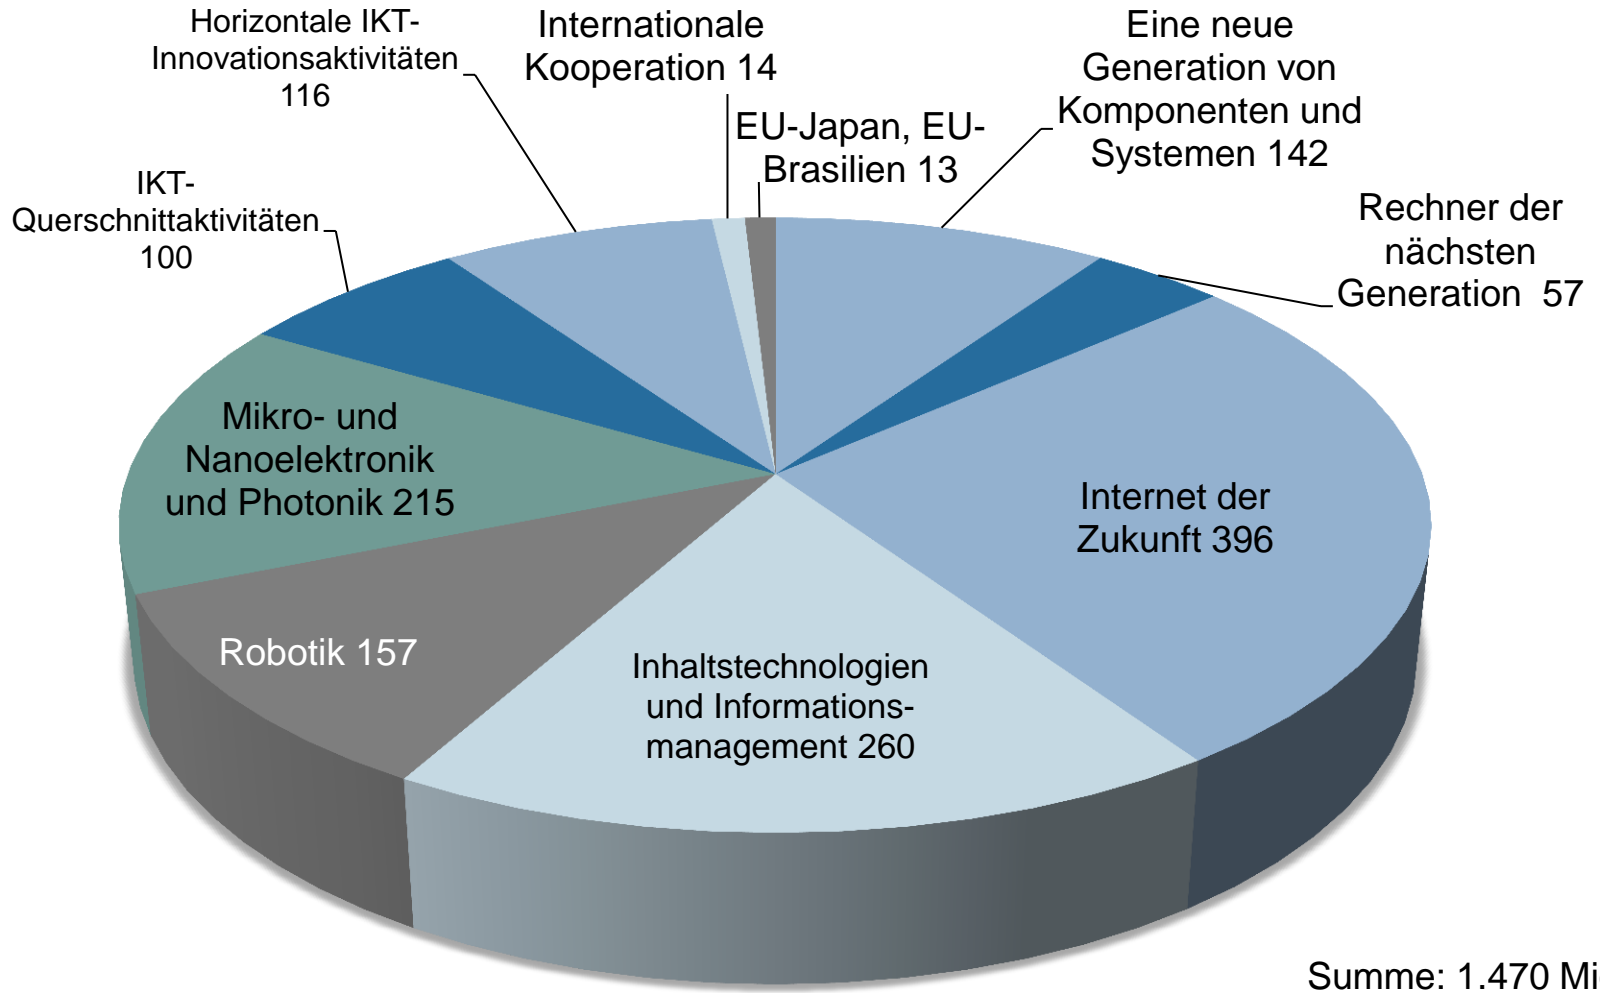 Horizontale IKT-
Innovationsaktivitäten
116
Internationale
Kooperation 14
Eine neue
Generation von
Komponenten und
Systemen 142
EU-Japan, EU-
Brasilien 13
IKT-
Querschnittaktivitäten
100
Rechner der
nächsten
Generation 57
Mikro- und
Nanoelektronik
und Photonik 215
Internet der
Zukunft 396
Robotik 157
Inhaltstechnologien
und Informations-
management 260
Summe: 1.470